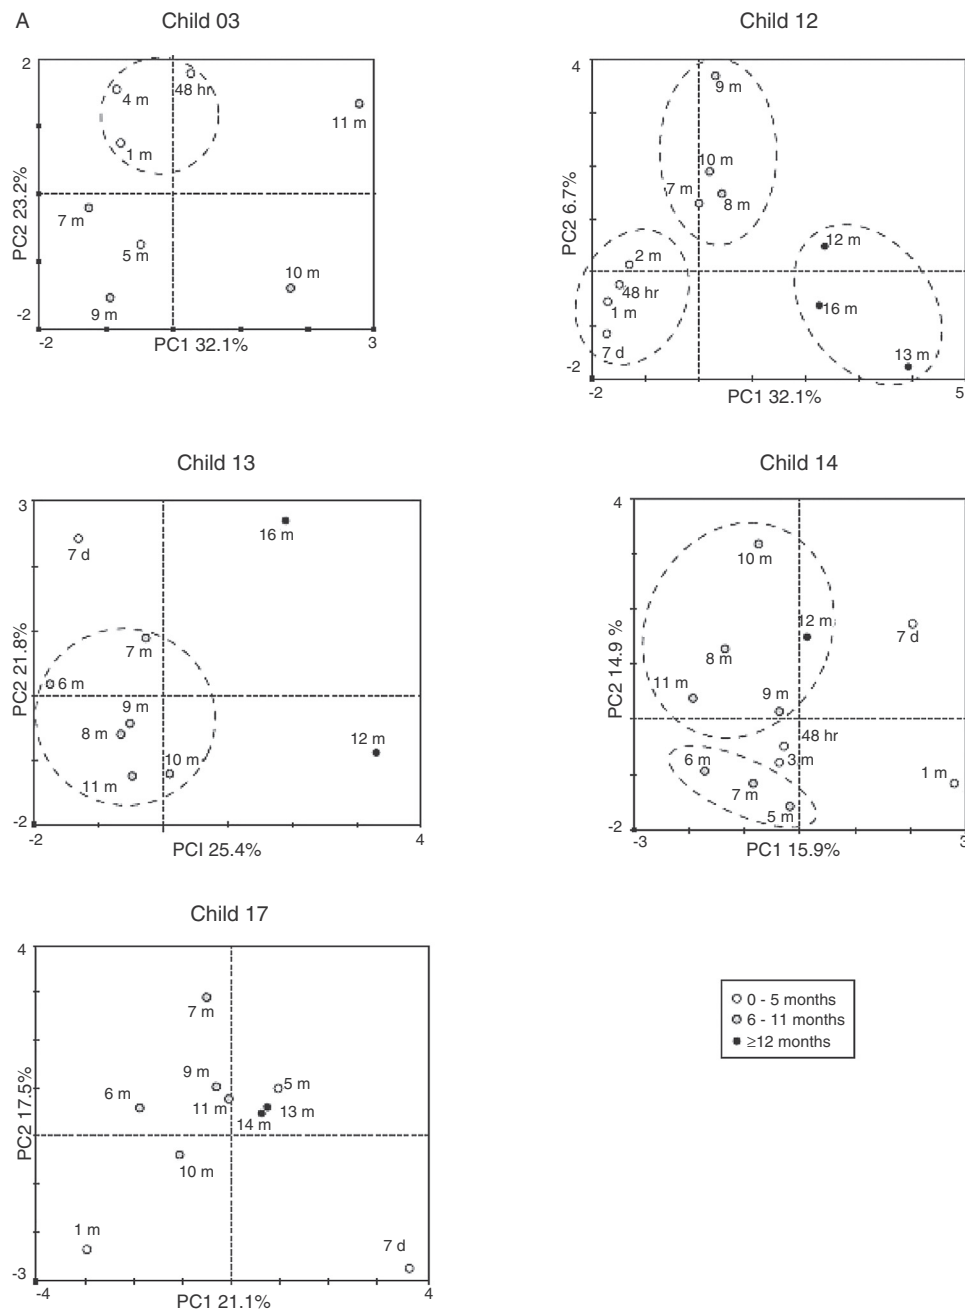 A
Child 03
2
4 m
48 hr
11 m
1 m
7 m
5 m
10 m
9 m
-2
-2
3
PC1 32.1%
PC2 23.2%
Child 12
4
9 m
10 m
7 m
8 m
2 m
12 m
48 hr
1 m
16 m
7 d
13 m
-2
-2
5
PC1 32.1%
PC2 6.7%
Child 13
3
16 m
7 d
7 m
6 m
9 m
8 m
12 m
10 m
11 m
-2
-2
4
PCI 25.4%
PC2 21.8%
Child 14
4
10 m
12 m
7 d
8 m
11 m
9 m
48 hr
6 m
3 m
1 m
7 m
5 m
-2
-3
3
PC1 15.9%
PC2 14.9 %
Child 17
4
7 m
9 m
5 m
6 m
11 m
13 m
14 m
10 m
1 m
7 d
-3
-4
4
PC1 21.1%
PC2 17.5%
0 - 5 months
6 - 11 months
≥12 months